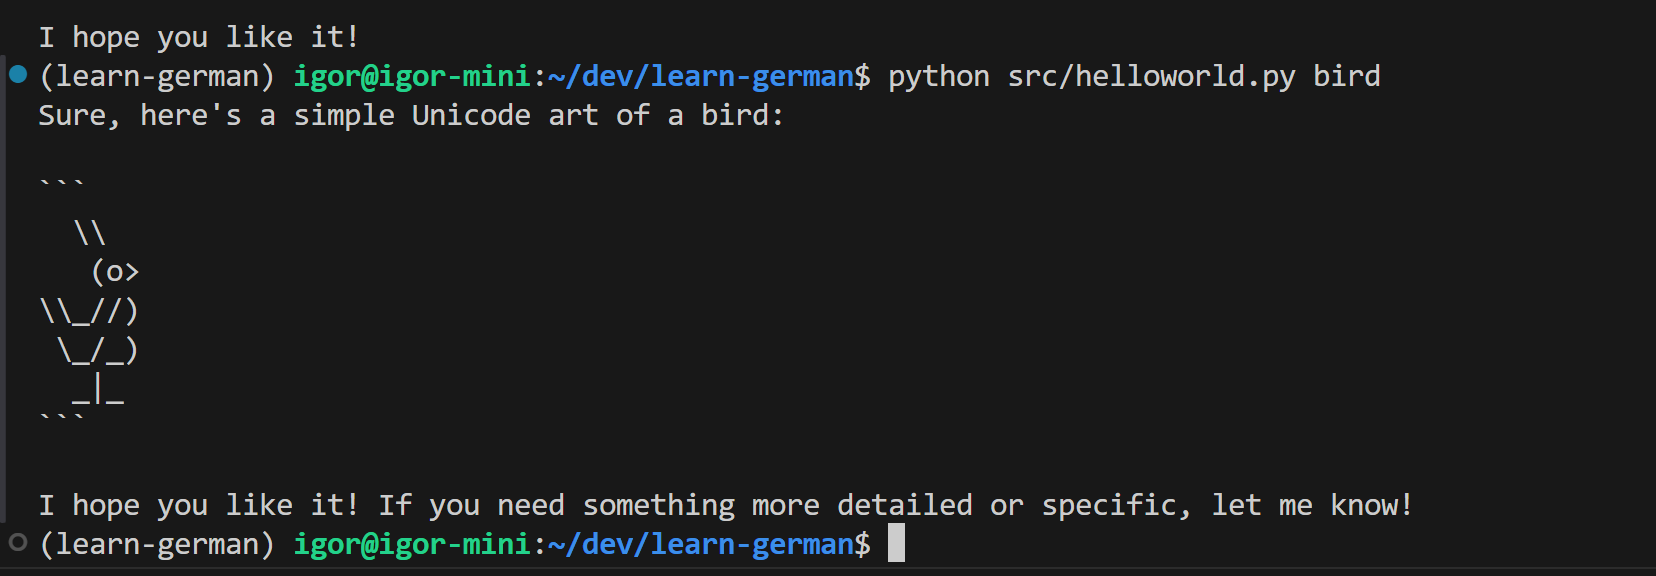 I hope you like it!
(learn-german) igor@igor-mini:~/dev/learn-german$ python src/helloworld.py bird
Sure, here's a simple Unicode art of a bird:

```
  \\
   (o>
\\_//)
 \_/_)
  _|_
```

I hope you like it! If you need something more detailed or specific, let me know!
(learn-german) igor@igor-mini:~/dev/learn-german$